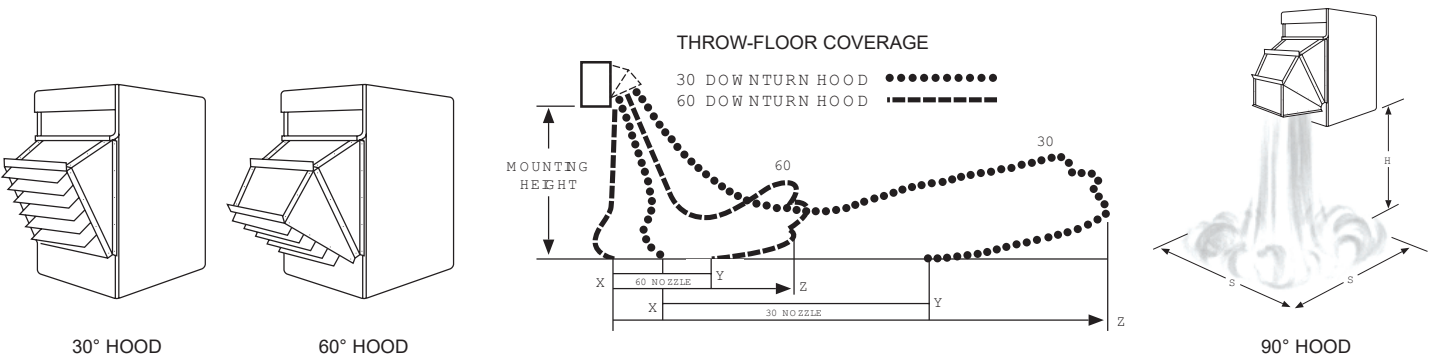 THROW-FLOOR COVERAGE
30 DOWNTURN HOOD
60 DOWNTURN HOOD
MOUNTING
HEIGHT
60
30
H
X
60 NOZZLE
Y
Z
X
30 NOZZLE
Y
Z
S
S
30° HOOD
60° HOOD
90° HOOD